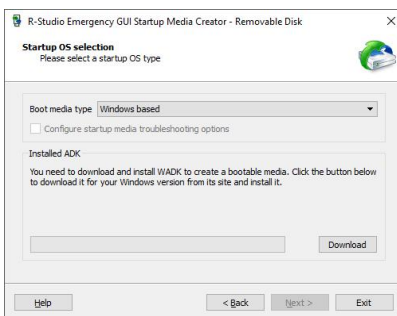 R-Studio Emergency GUI Startup Media Creator - Removable Disk
Startup OS selection
Please select a startup OS type
Boot media type Windows based
Configure startup media troubleshooting options
Installed ADK
You need to download and install WADK to create a bootable media. Click the button below
to download it for your Windows version from its site and install it.
Download
Help
< Back
Next >
Exit